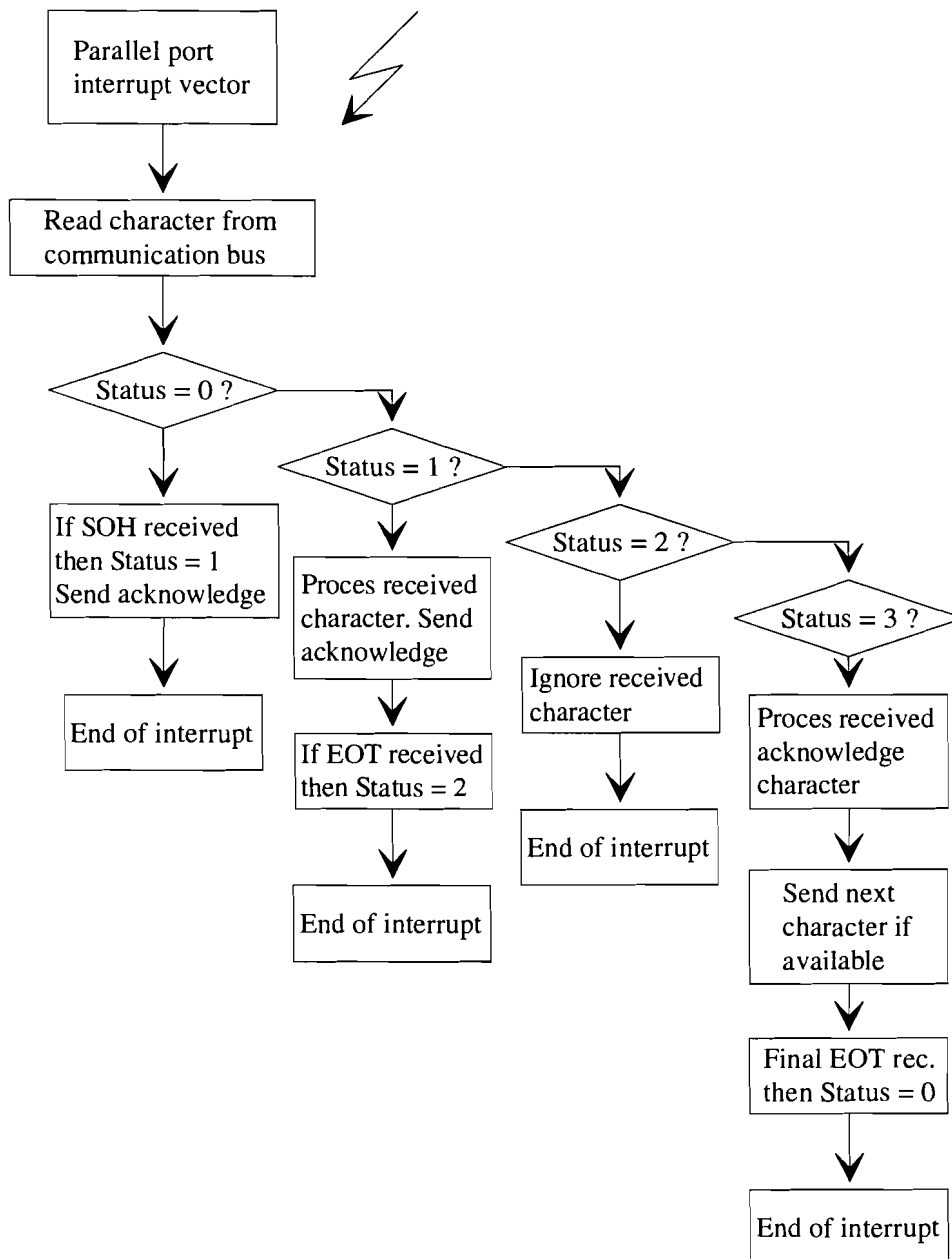 Parallel port
interrupt vector
Read character from
communication bus
Status = 0 ?
Status = 1 ?
Status = 2 ?
Status = 3 ?
If SOH received
then Status = 1
Send acknowledge
End of interrupt
Proces received
character. Send
acknowledge
If EOT received
then Status = 2
End of interrupt
Ignore received
character
End of interrupt
Proces received
acknowledge
character
Send next
character if
available
Final EOT rec.
then Status = 0
End of interrupt